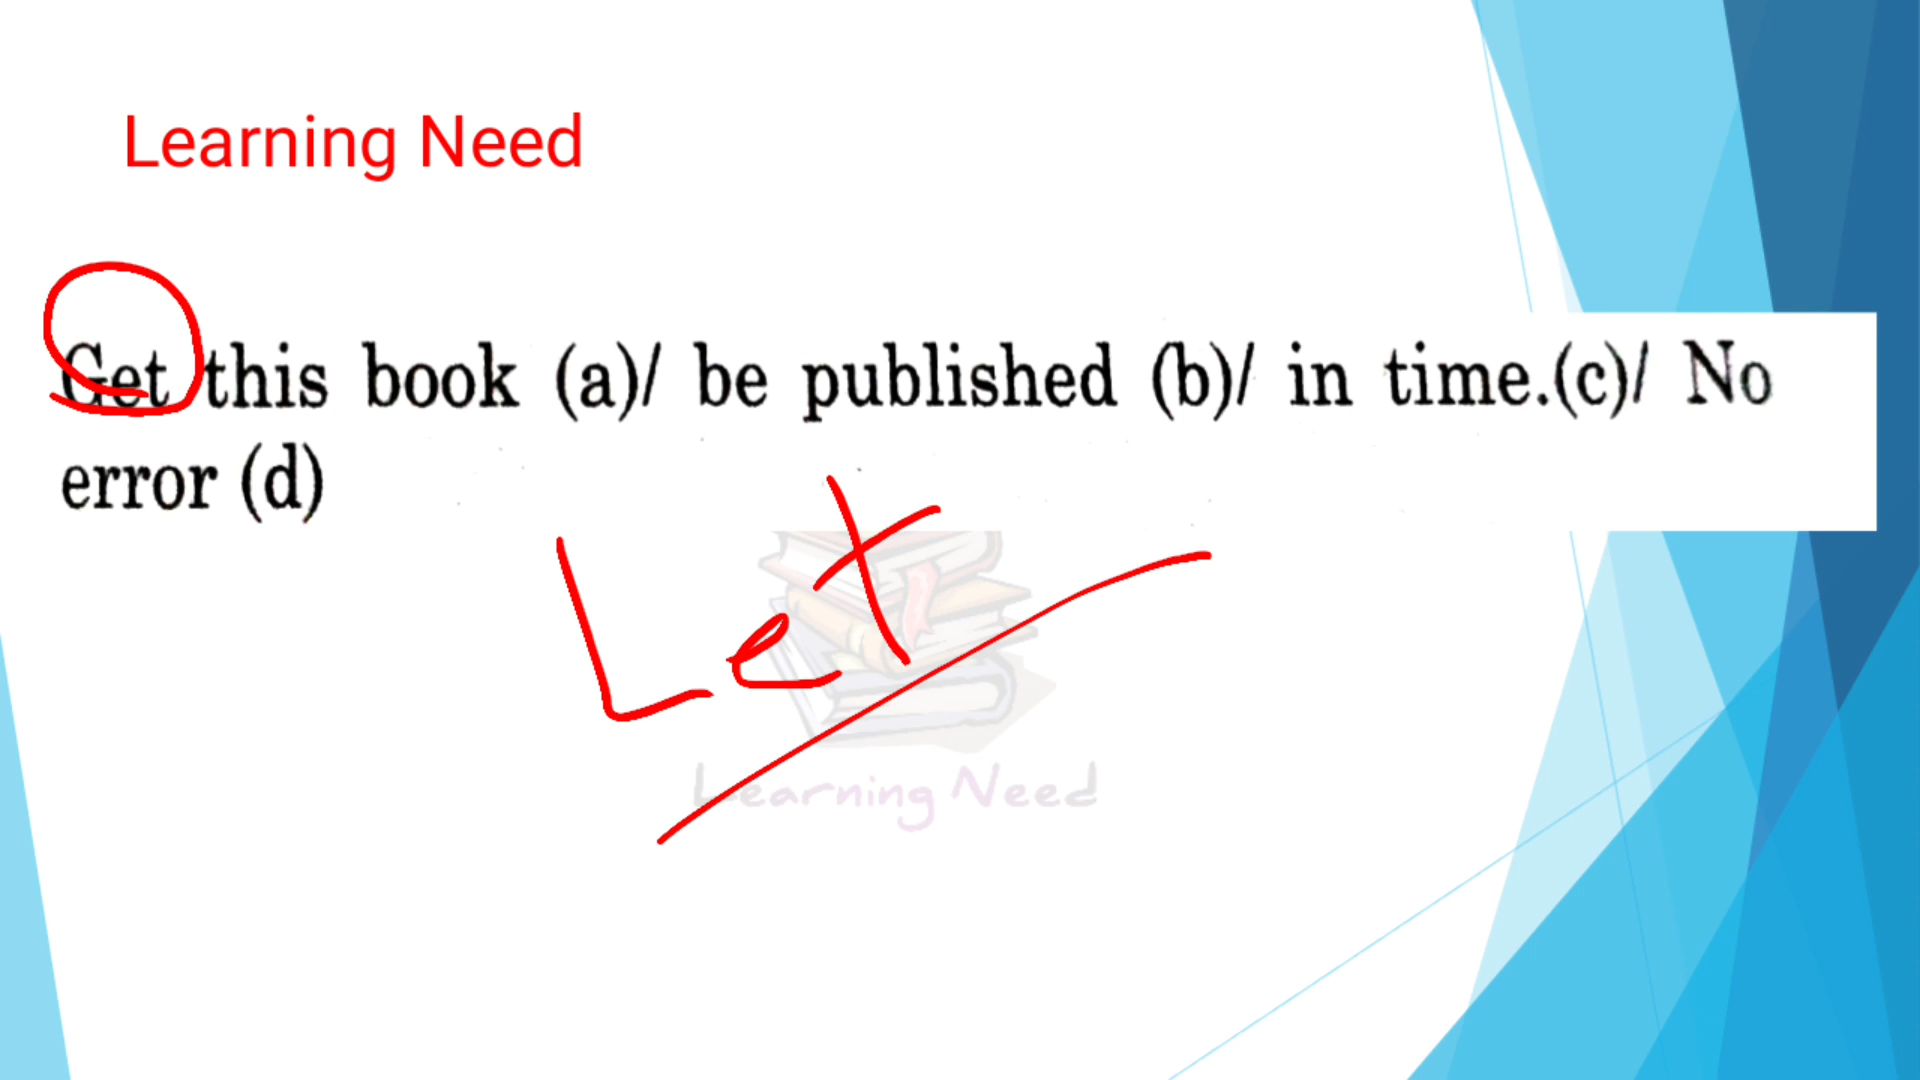 Learning Need
Get this book (a)/ be published (b)/ in time.(c)/ No
error (d)
Let
Learning Need